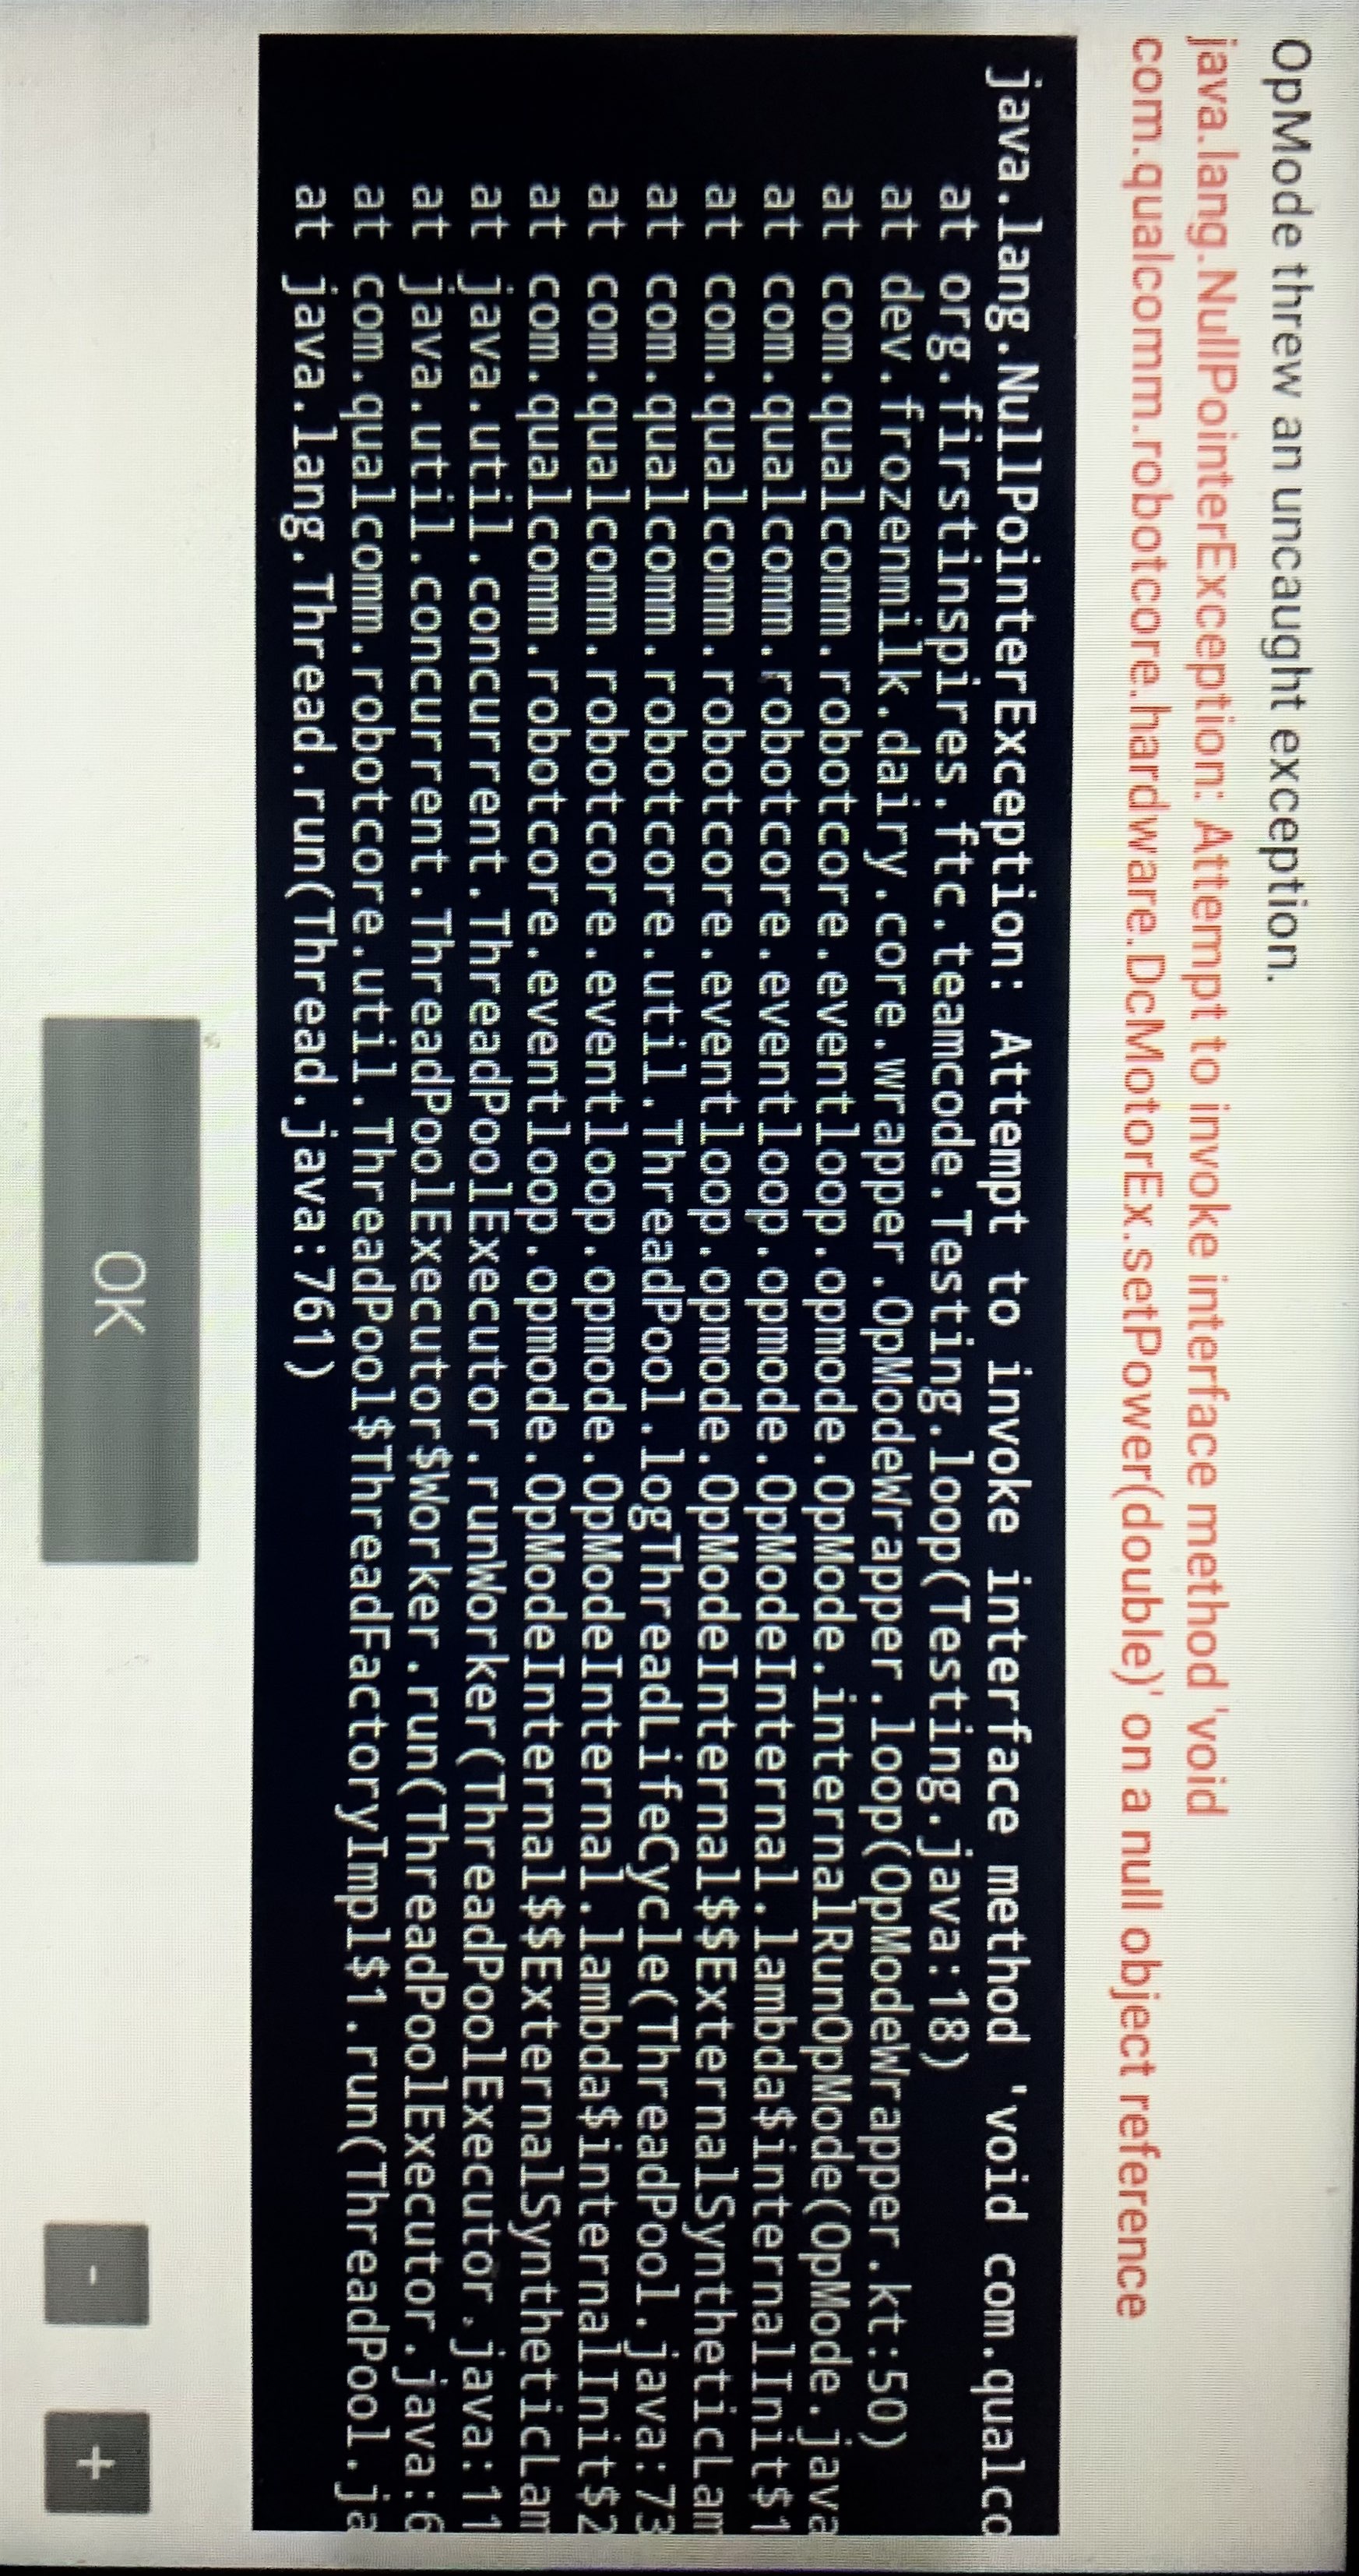 OpMode threw an uncaught exception.
java.lang.NullPointerException: Attempt to invoke interface method 'void
com.qualcomm.robotcore.hardware.DcMotorEx.setPower(double)' on a null object reference
java.lang.NullPointerException: Attempt to invoke interface method 'void com.qualco
at org.firstinspires.ftc.teamcode.Testing.loop(Testing.java:18)
at dev.frozenmilk.dairy.core.wrapper.OpModeWrapper.loop(OpModeWrapper.kt:50)
at com.qualcomm.robotcore.eventloop.opmode.OpMode.internalRunOpMode(OpMode.java
at com.qualcomm.robotcore.eventloop.opmode.OpModeInternal.lambda$internalInit$1
at com.qualcomm.robotcore.eventloop.opmode.OpModeInternal$$ExternalSyntheticLam
at com.qualcomm.robotcore.util.ThreadPool.logThreadLifeCycle(ThreadPool.java:73
at com.qualcomm.robotcore.eventloop.opmode.OpModeInternal.lambda$internalInit$2
at com.qualcomm.robotcore.eventloop.opmode.OpModeInternal$$ExternalSyntheticLam
at java.util.concurrent.ThreadPoolExecutor.runWorker(ThreadPoolExecutor.java:11
at java.util.concurrent.ThreadPoolExecutor$Worker.run(ThreadPoolExecutor.java:6
at com.qualcomm.robotcore.util.ThreadPool$ThreadFactoryImpl$1.run(ThreadPool.ja
at java.lang.Thread.run(Thread.java:761)
OK
- +